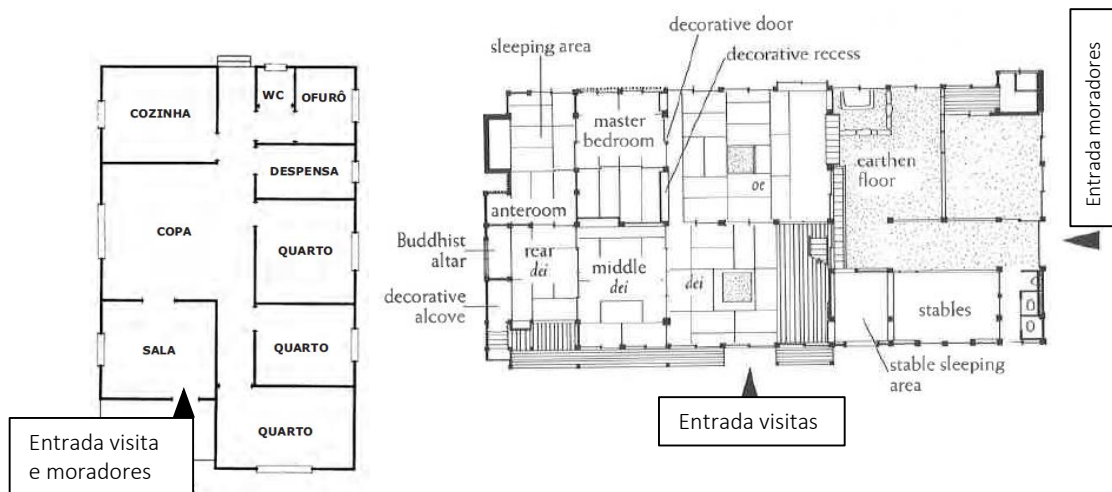 COZINHA
WC
OFURÔ
DESPENSA
COPA
QUARTO
SALA
QUARTO
QUARTO
Entrada visita
e moradores
decorative door
sleeping area
decorative recess
master
bedroom
oe
earthen
floor
anteroom
Buddhist
altar
rear
dei
middle
dei
dei
decorative
alcove
stables
stable sleeping
area
Entrada visitas
Entrada moradores